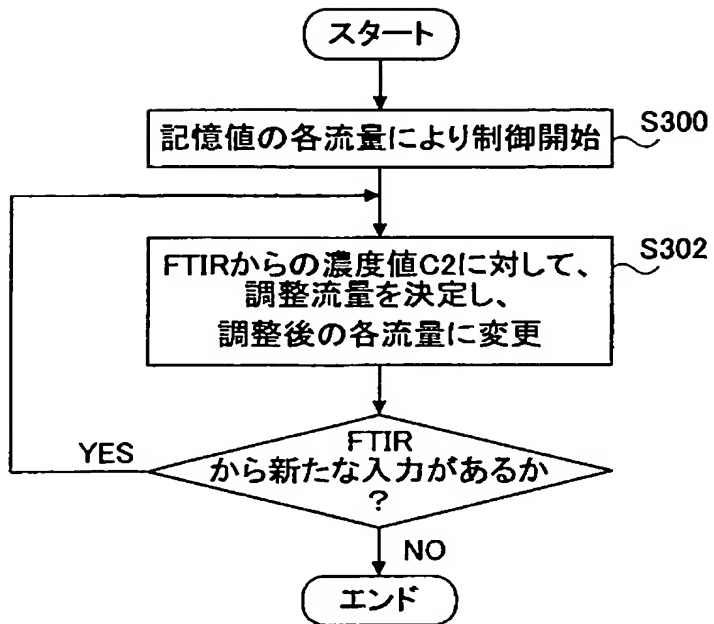 スタート
記憶値の各流量により制御開始
S300
FTIRからの濃度値C2に対して、
調整流量を決定し、
調整後の各流量に変更
S302
FTIR
から新たな入力があるか
?
YES
NO
エンド